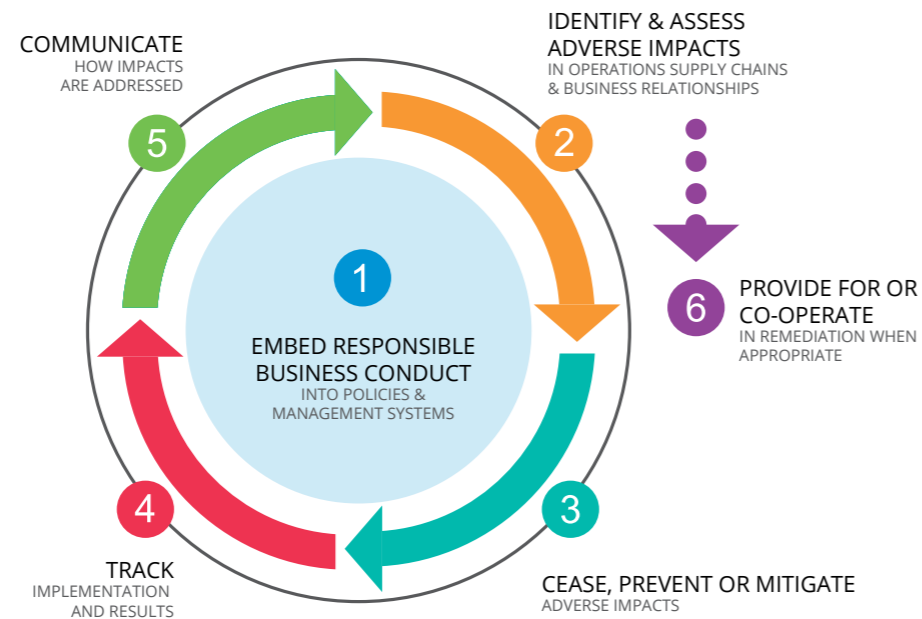 1
EMBED RESPONSIBLE
BUSINESS CONDUCT
INTO POLICIES &
MANAGEMENT SYSTEMS
2
IDENTIFY & ASSESS
ADVERSE IMPACTS
IN OPERATIONS SUPPLY CHAINS
& BUSINESS RELATIONSHIPS
3
CEASE, PREVENT OR MITIGATE
ADVERSE IMPACTS
4
TRACK
IMPLEMENTATION
AND RESULTS
5
COMMUNICATE
HOW IMPACTS
ARE ADDRESSED
6
PROVIDE FOR OR
CO-OPERATE
IN REMEDIATION WHEN
APPROPRIATE